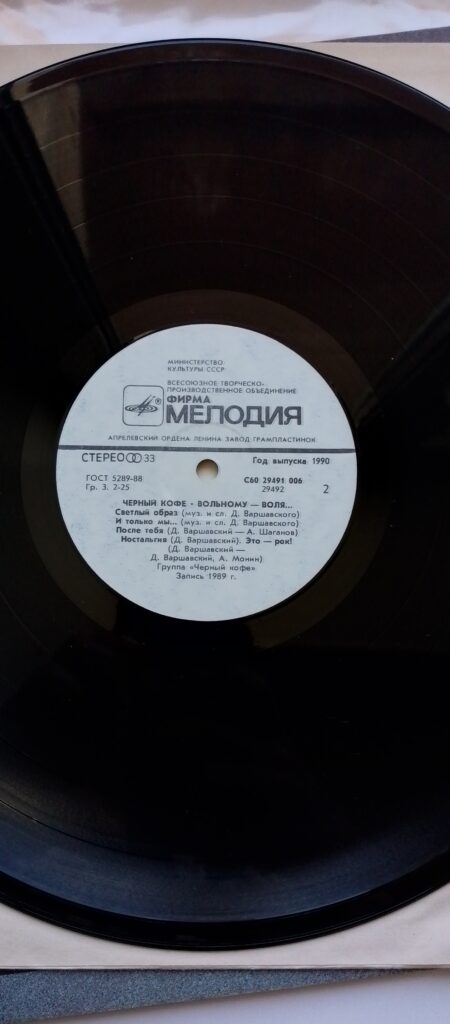 МИНИСТЕРСТВО
КУЛЬТУРЫ СССР
ВСЕСОЮЗНОЕ ТВОРЧЕСКО-
ПРОИЗВОДСТВЕННОЕ ОБЪЕДИНЕНИЕ
ФИРМА
®
МЕЛОДИЯ
АПРЕЛЕВСКИЙ ОРДЕНА ЛЕНИНА ЗАВОД ГРАМПЛАСТИНОК
СТЕРЕО 33
Год выпуска 1990
ГОСТ 5289-88
С60 29491 006
Гр. 3. 2-25
29492
2
ЧЕРНЫЙ КОФЕ - ВОЛЬНОМУ — ВОЛЯ...
Светлый образ (муз. и сл. Д. Варшавского)
И только мы... (муз. и сл. Д. Варшавского)
После тебя (Д. Варшавский — А. Шаганов)
Ностальгия (Д. Варшавский). Это — рок!
(Д. Варшавский —
Д. Варшавский, А. Монин)
Группа «Черный кофе»
Запись 1989 г.